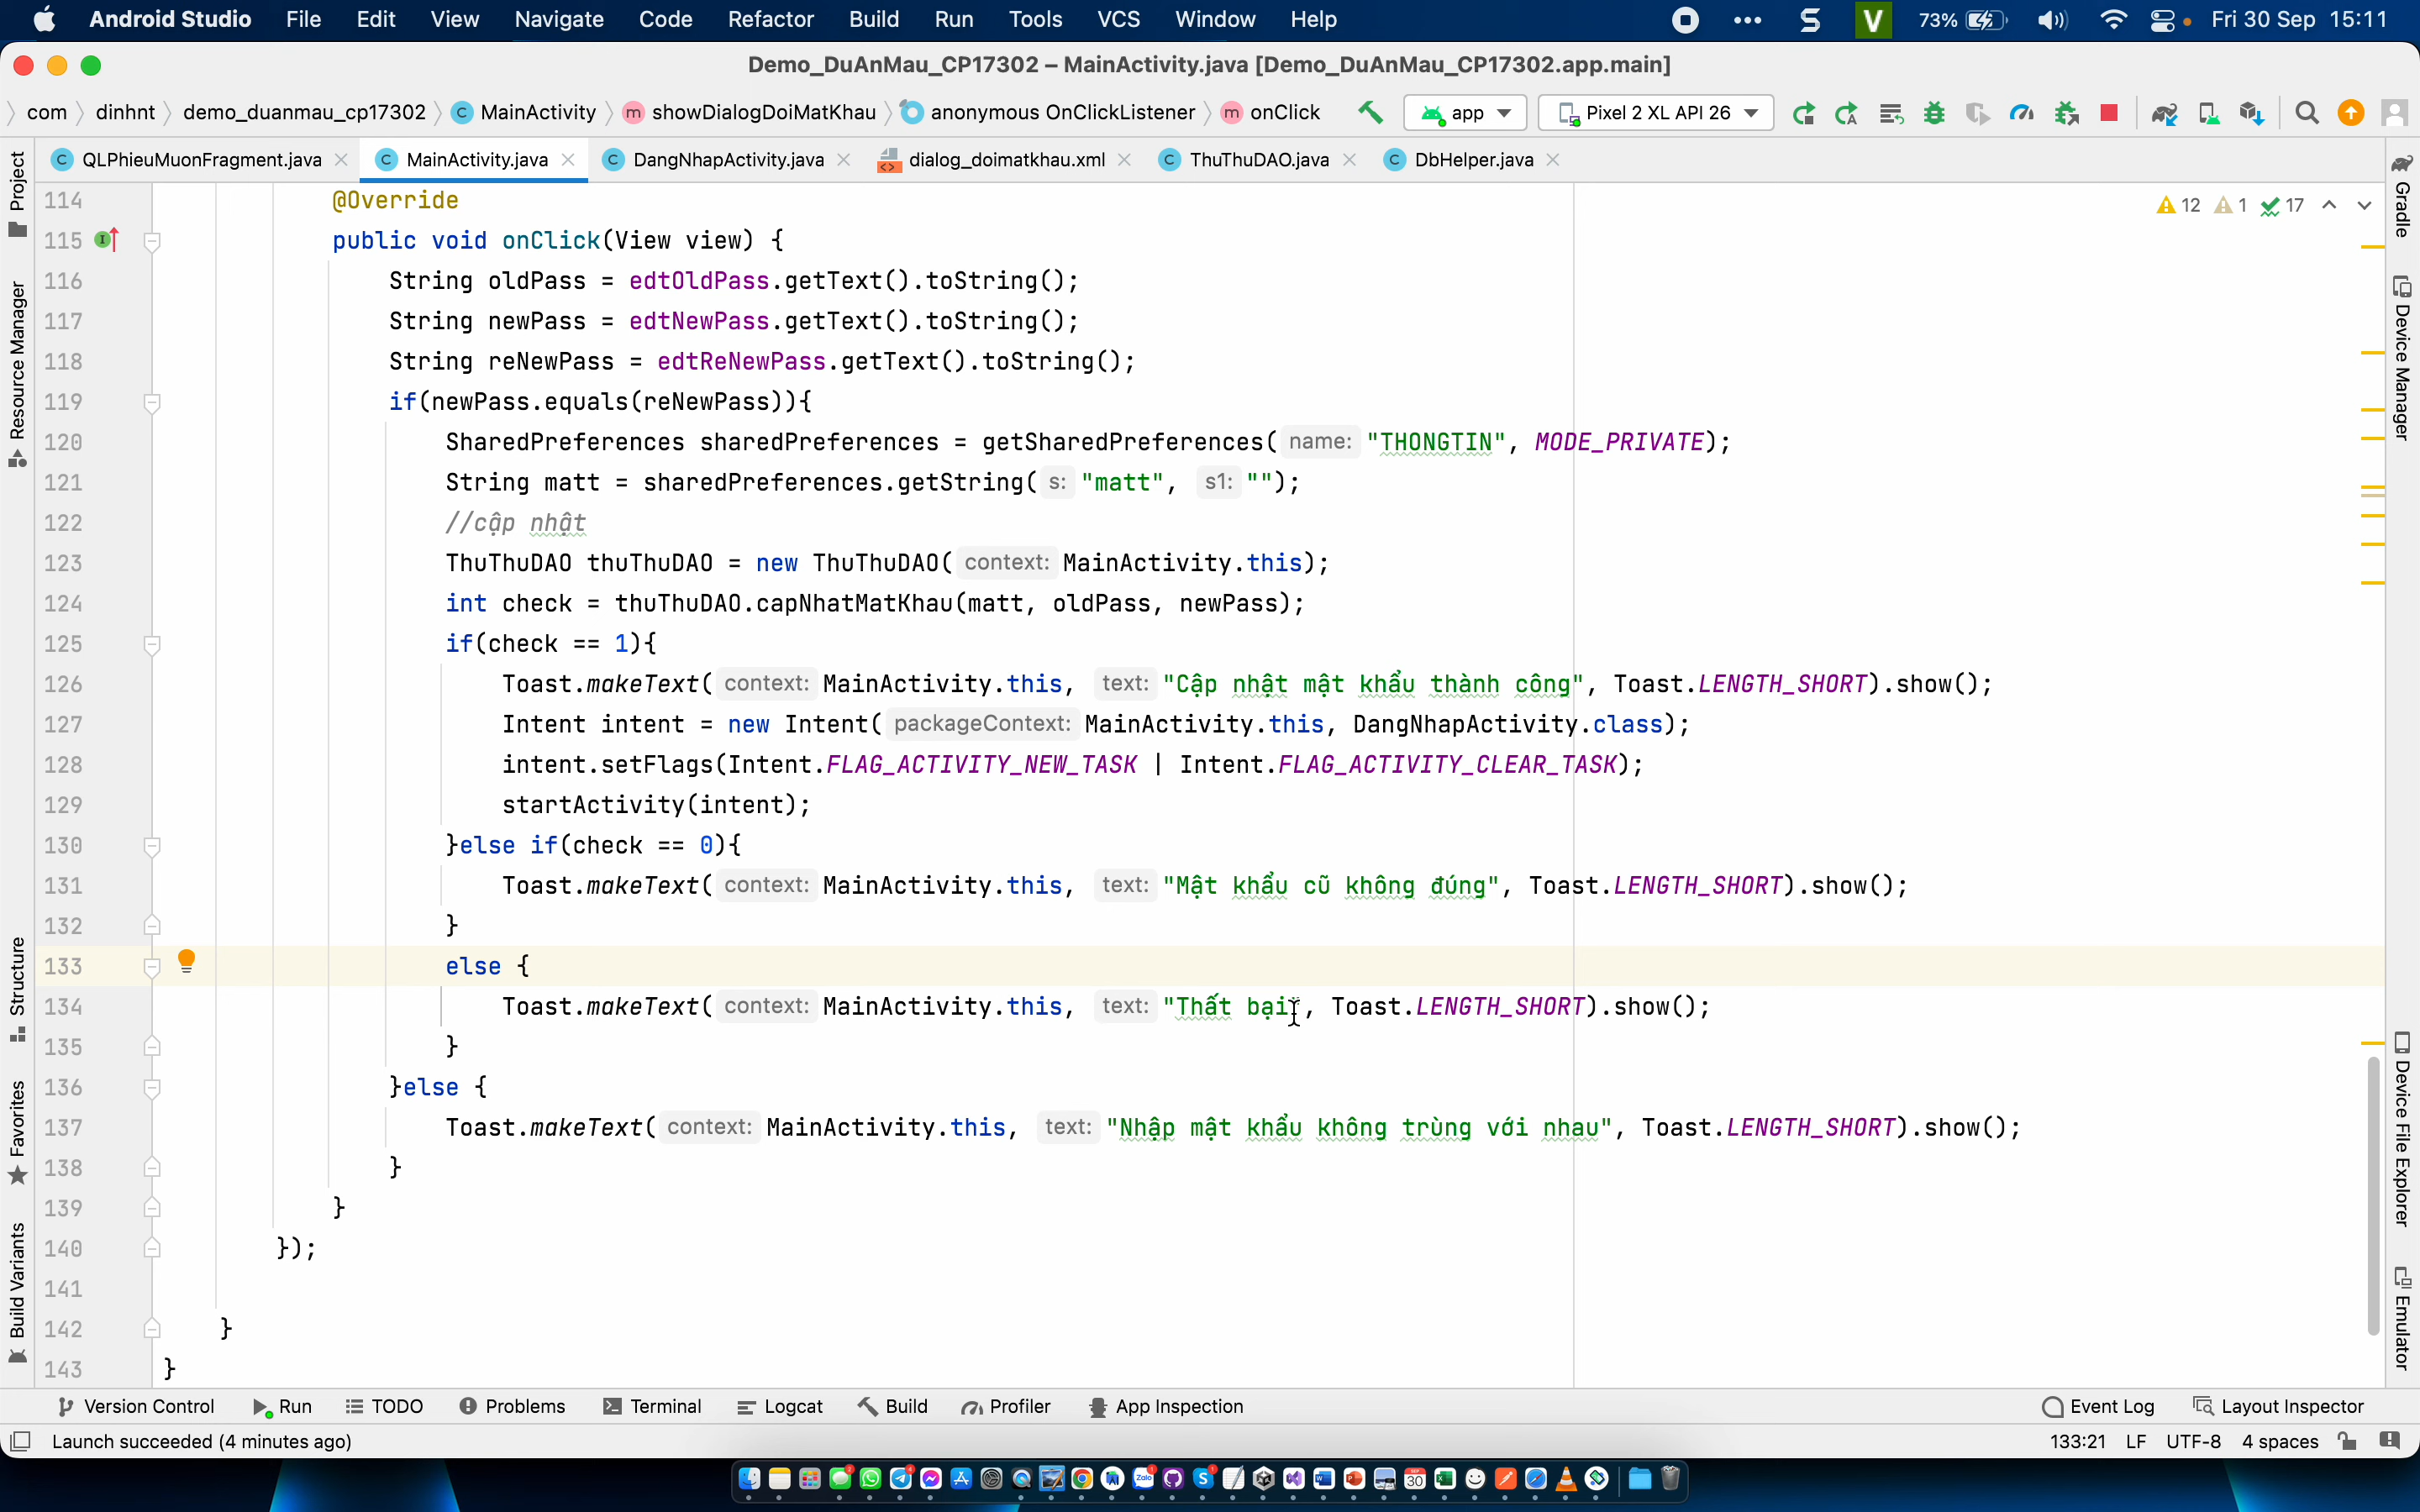 Android Studio File Edit View Navigate Code Refactor Build Run Tools VCS Window Help S V 73% Fri 30 Sep 15:11
Demo_DuAnMau_CP17302 – MainActivity.java [Demo_DuAnMau_CP17302.app.main]
com dinhnt demo_duanmau_cp17302 C MainActivity m showDialogDoiMatKhau anonymous OnClickListener m onClick app Pixel 2 XL API 26
C QLPhieuMuonFragment.java C MainActivity.java C DangNhapActivity.java dialog_doimatkhau.xml C ThuThuDAO.java C DbHelper.java
12 1 17
114 @Override
115 public void onClick(View view) {
116 String oldPass = edtOldPass.getText().toString();
117 String newPass = edtNewPass.getText().toString();
118 String reNewPass = edtReNewPass.getText().toString();
119 if(newPass.equals(reNewPass)){
120 SharedPreferences sharedPreferences = getSharedPreferences( name: "THONGTIN", MODE_PRIVATE);
121 String matt = sharedPreferences.getString( s: "matt", s1: "");
122 //cập nhật
123 ThuThuDAO thuThuDAO = new ThuThuDAO( context: MainActivity.this);
124 int check = thuThuDAO.capNhatMatKhau(matt, oldPass, newPass);
125 if(check == 1){
126 Toast.makeText( context: MainActivity.this, text: "Cập nhật mật khẩu thành công", Toast.LENGTH_SHORT).show();
127 Intent intent = new Intent( packageContext: MainActivity.this, DangNhapActivity.class);
128 intent.setFlags(Intent.FLAG_ACTIVITY_NEW_TASK | Intent.FLAG_ACTIVITY_CLEAR_TASK);
129 startActivity(intent);
130 }else if(check == 0){
131 Toast.makeText( context: MainActivity.this, text: "Mật khẩu cũ không đúng", Toast.LENGTH_SHORT).show();
132 }
133 else {
134 Toast.makeText( context: MainActivity.this, text: "Thất bại", Toast.LENGTH_SHORT).show();
135 }
136 }else {
137 Toast.makeText( context: MainActivity.this, text: "Nhập mật khẩu không trùng với nhau", Toast.LENGTH_SHORT).show();
138 }
139 }
140 });
141
142 }
143 }
Project
Resource Manager
Structure
Favorites
Build Variants
Gradle
Device Manager
Device File Explorer
Emulator
Version Control Run TODO Problems Terminal Logcat Build Profiler App Inspection Event Log Layout Inspector
Launch succeeded (4 minutes ago) 133:21 LF UTF-8 4 spaces